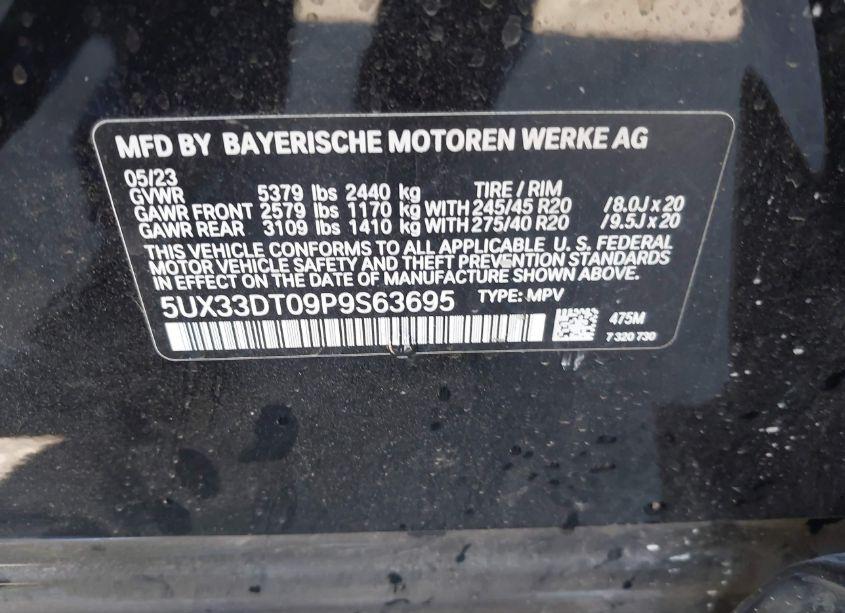 MFD BY BAYERISCHE MOTOREN WERKE AG
05/23
GVWR 5379 lbs 2440 kg TIRE / RIM
GAWR FRONT 2579 lbs 1170 kg WITH 245/45 R20 /8.0J x 20
GAWR REAR 3109 lbs 1410 kg WITH 275/40 R20 /9.5J x 20
THIS VEHICLE CONFORMS TO ALL APPLICABLE U. S. FEDERAL
MOTOR VEHICLE SAFETY AND THEFT PREVENTION STANDARDS
IN EFFECT ON THE DATE OF MANUFACTURE SHOWN ABOVE.
5UX33DT09P9S63695 TYPE: MPV
475M
7 320 730